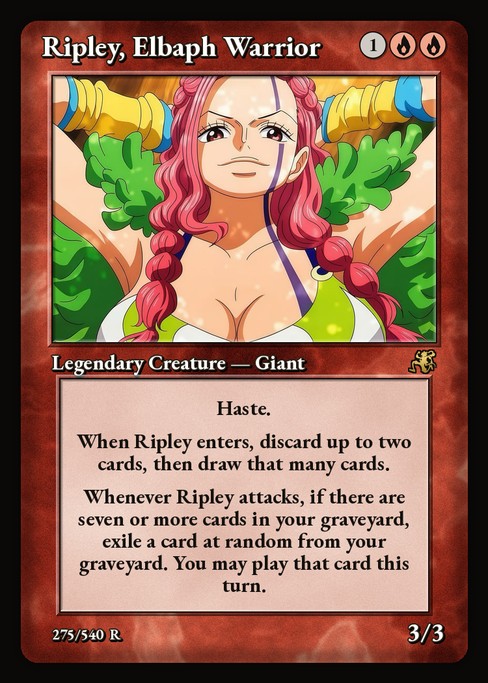 Ripley, Elbaph Warrior 1
Legendary Creature — Giant
Haste.
When Ripley enters, discard up to two
cards, then draw that many cards.
Whenever Ripley attacks, if there are
seven or more cards in your graveyard,
exile a card at random from your
graveyard. You may play that card this
turn.
275/540 R
3/3